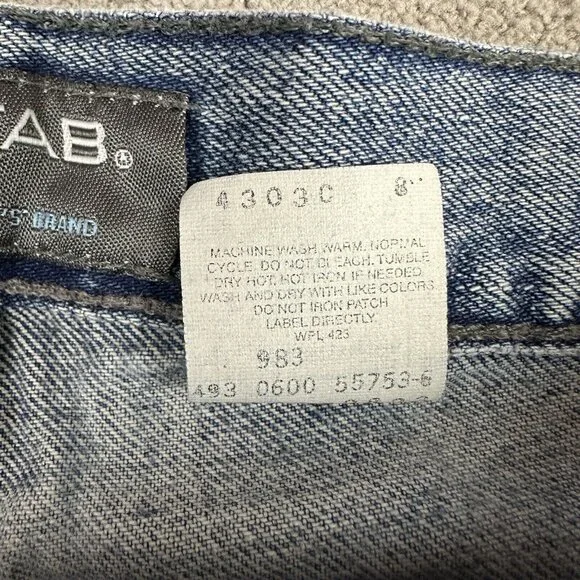 TAB®
'S® BRAND
43030 8"
MACHINE WASH WARM, NORMAL
CYCLE. DO NOT BLEACH. TUMBLE
DRY HOT. HOT IRON IF NEEDED.
WASH AND DRY WITH LIKE COLORS
DO NOT IRON PATCH
LABEL DIRECTLY.
WPL 423
983
493 0600 55753-6